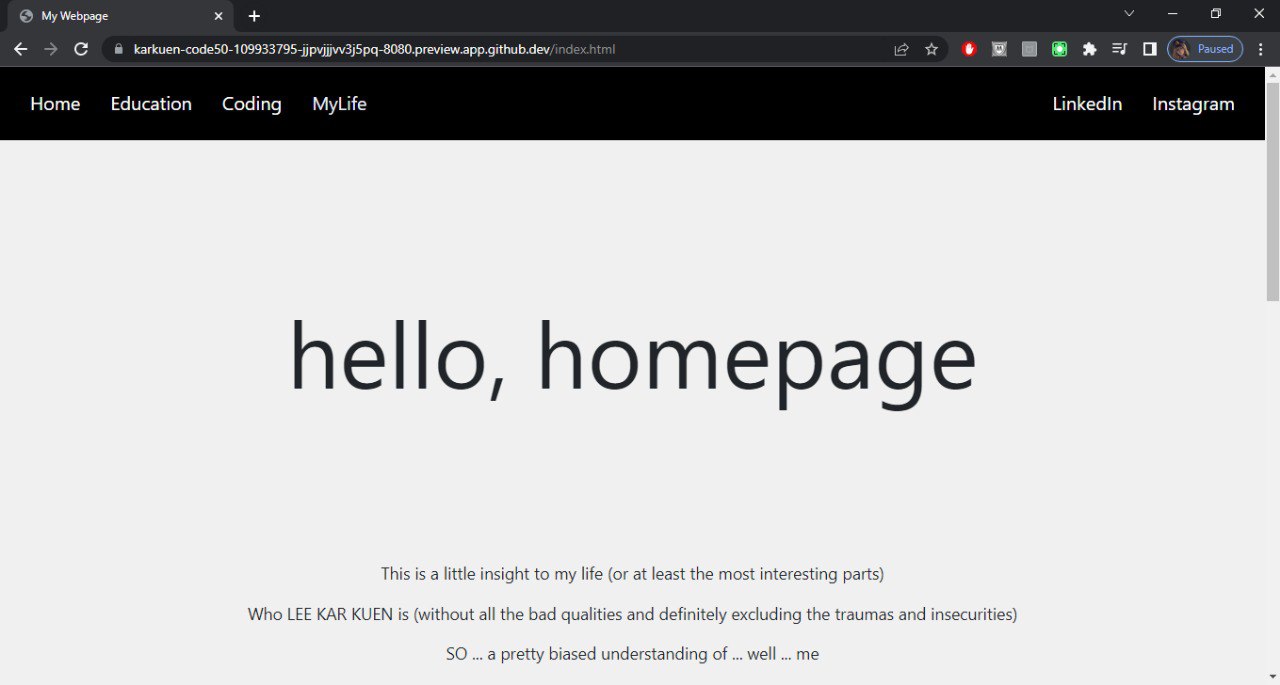 My Webpage
karkuen-code50-109933795-jjpvjjjvv3j5pq-8080.preview.app.github.dev/index.html
Paused
Home Education Coding MyLife LinkedIn Instagram
hello, homepage
This is a little insight to my life (or at least the most interesting parts)
Who LEE KAR KUEN is (without all the bad qualities and definitely excluding the traumas and insecurities)
SO ... a pretty biased understanding of ... well ... me